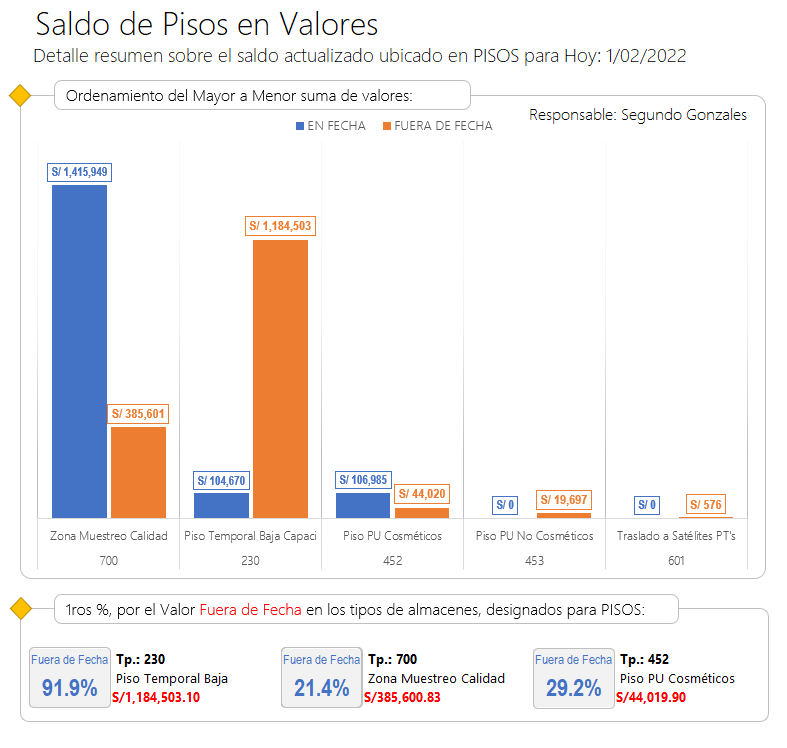 Saldo de Pisos en Valores
Detalle resumen sobre el saldo actualizado ubicado en PISOS para Hoy: 1/02/2022
Ordenamiento del Mayor a Menor suma de valores:
Responsable: Segundo Gonzales
EN FECHA FUERA DE FECHA
S/ 1,415,949
S/ 1,184,503
S/ 385,601
S/ 104,670
S/ 106,985
S/ 44,020
S/ 0
S/ 19,697
S/ 0
S/ 576
Zona Muestreo Calidad Piso Temporal Baja Capaci Piso PU Cosméticos Piso PU No Cosméticos Traslado a Satélites PT's
700 230 452 453 601
1ros %, por el Valor Fuera de Fecha en los tipos de almacenes, designados para PISOS:
Fuera de Fecha
91.9%
Tp.: 230
Piso Temporal Baja
S/1,184,503.10
Fuera de Fecha
21.4%
Tp.: 700
Zona Muestreo Calidad
S/385,600.83
Fuera de Fecha
29.2%
Tp.: 452
Piso PU Cosméticos
S/44,019.90